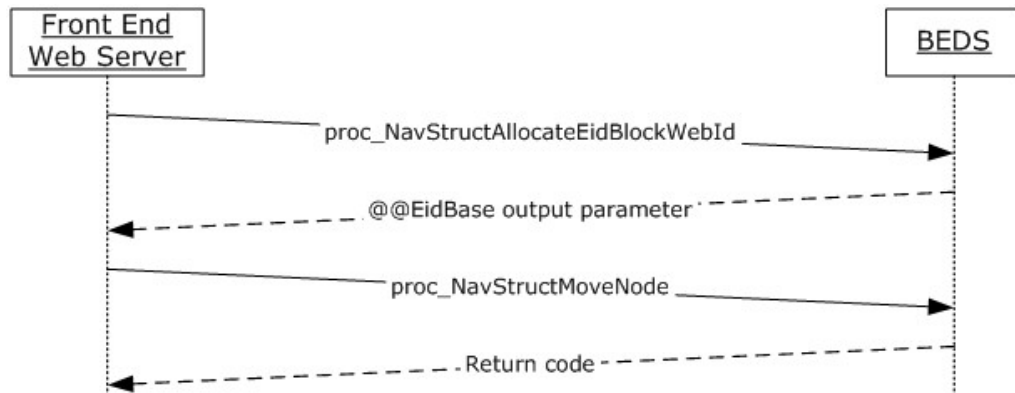 Front End
Web Server
BEDS
proc_NavStructAllocateEidBlockWebId
@@EidBase output parameter
proc_NavStructMoveNode
Return code